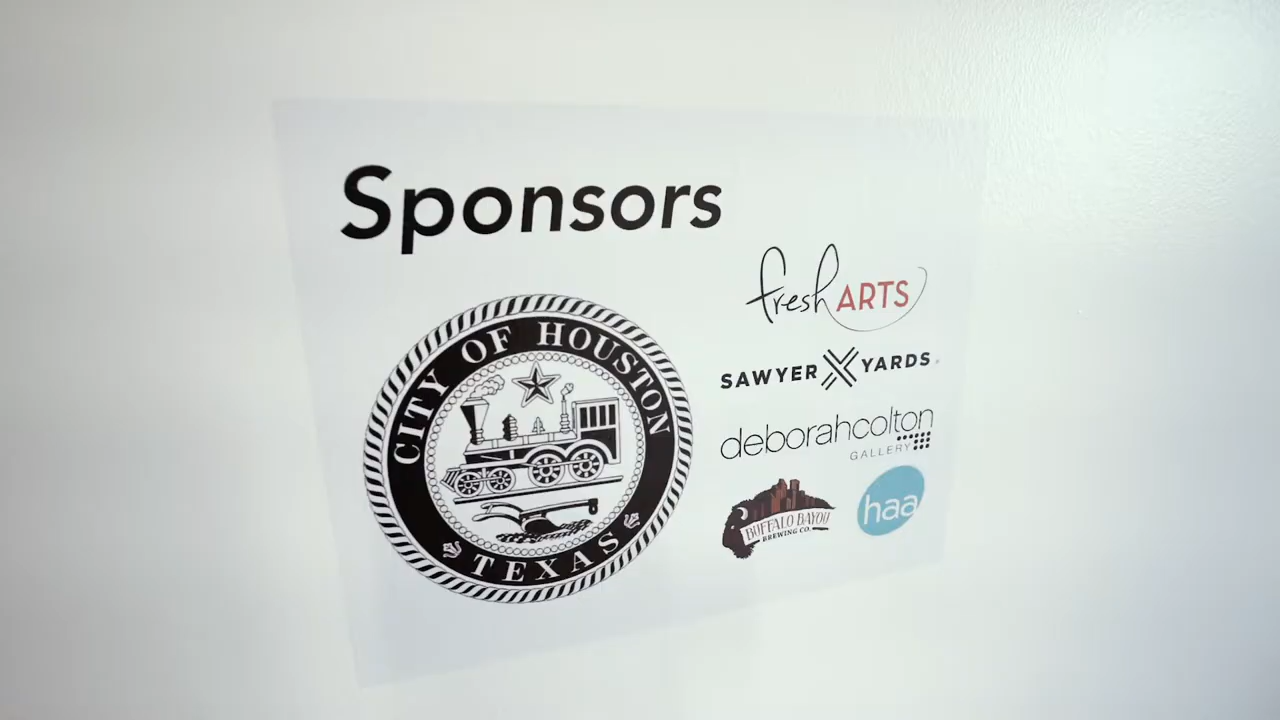 Sponsors
CITY OF HOUSTON
TEXAS
fresh ARTS
SAWYER YARDS
deborahcolton
GALLERY
BUFFALO BAYOU
BREWING CO.
haa